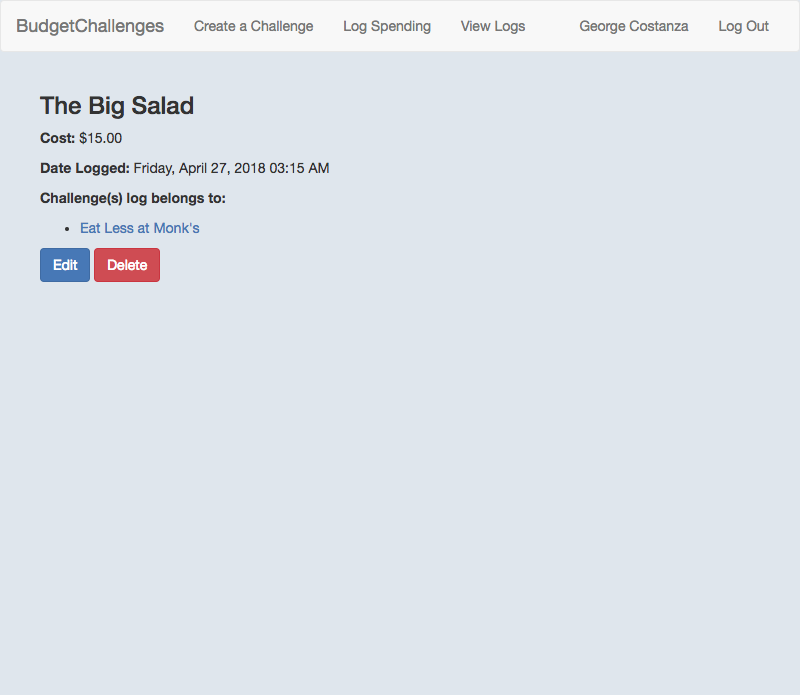 BudgetChallenges Create a Challenge Log Spending View Logs George Costanza Log Out
The Big Salad
Cost: $15.00
Date Logged: Friday, April 27, 2018 03:15 AM
Challenge(s) log belongs to:
• Eat Less at Monk's
Edit Delete